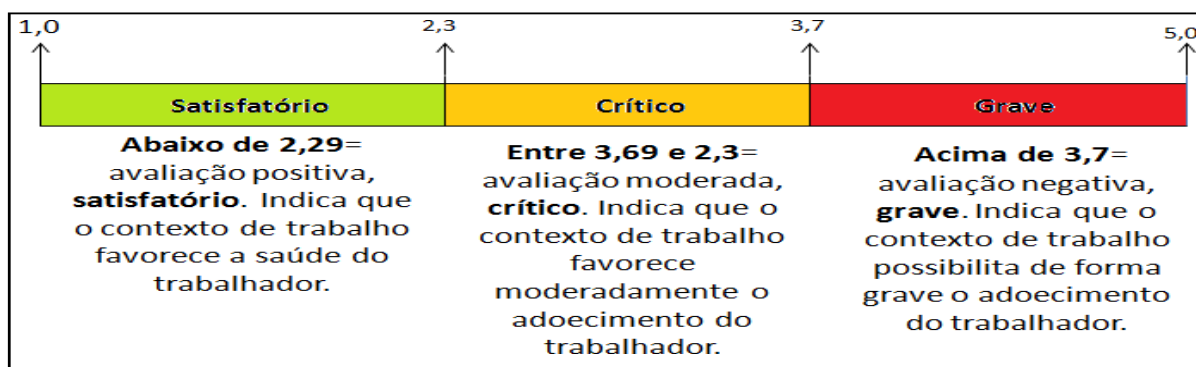 1,0 2,3 3,7 5,0
Satisfatório Crítico Grave
Abaixo de 2,29=
avaliação positiva,
satisfatório. Indica que
o contexto de trabalho
favorece a saúde do
trabalhador.
Entre 3,69 e 2,3=
avaliação moderada,
crítico. Indica que o
contexto de trabalho
favorece
moderadamente o
adoecimento do
trabalhador.
Acima de 3,7=
avaliação negativa,
grave. Indica que o
contexto de trabalho
possibilita de forma
grave o adoecimento
do trabalhador.